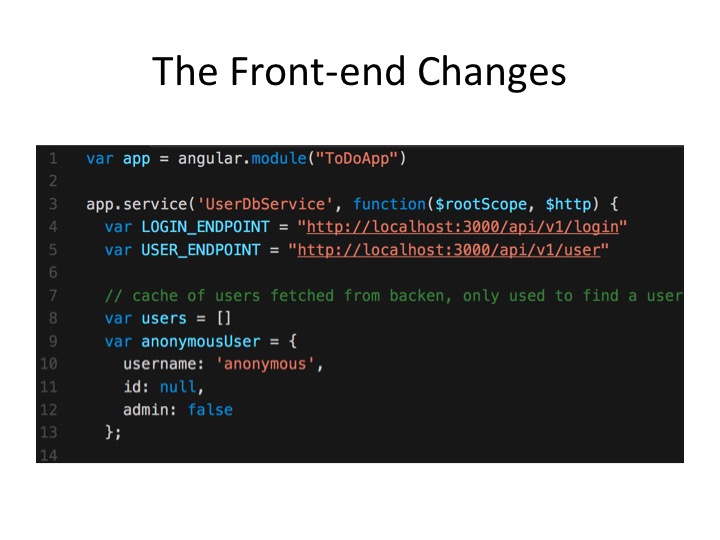 The Front-end Changes
1 var app = angular.module("ToDoApp")
2
3 app.service('UserDbService', function($rootScope, $http) {
4 var LOGIN_ENDPOINT = "http://localhost:3000/api/v1/login"
5 var USER_ENDPOINT = "http://localhost:3000/api/v1/user"
6
7 // cache of users fetched from backen, only used to find a user
8 var users = []
9 var anonymousUser = {
10 username: 'anonymous',
11 id: null,
12 admin: false
13 };
14